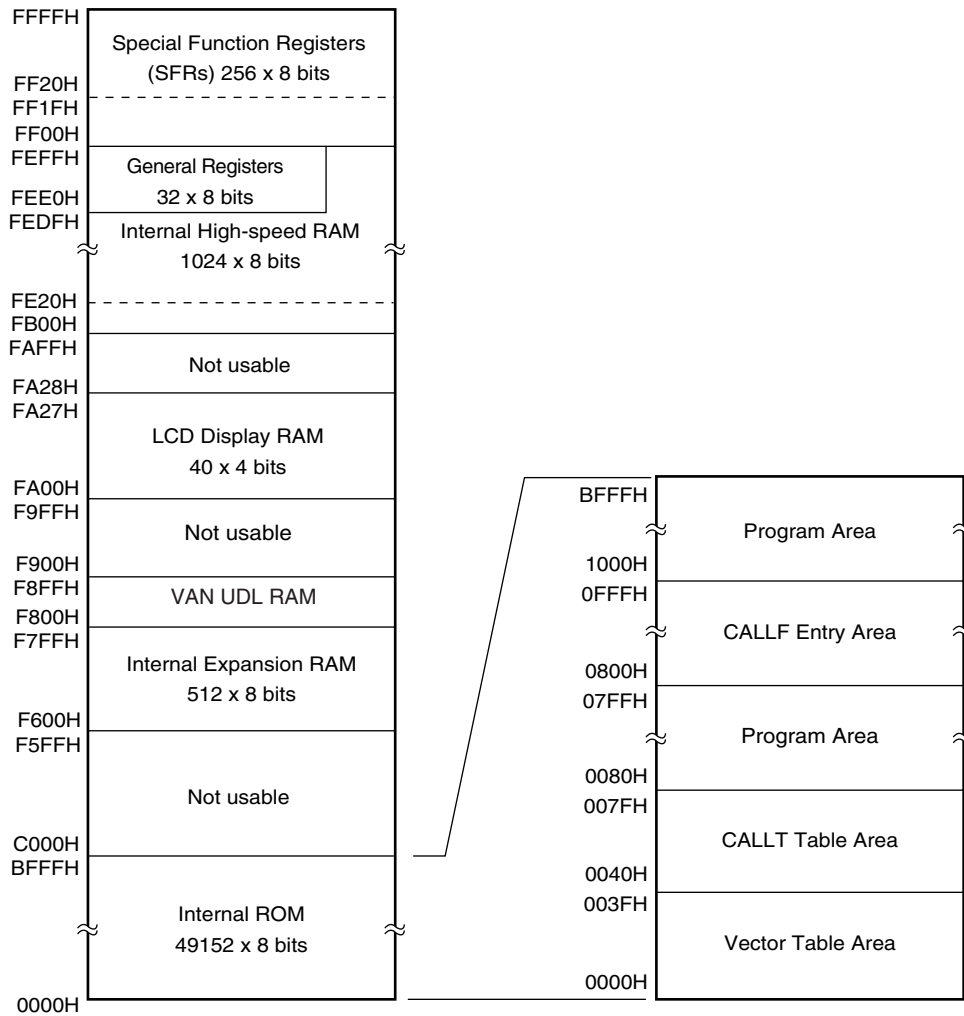 FFFFH
Special Function Registers
(SFRs) 256 x 8 bits
FF20H
FF1FH
FF00H
FEFFH
General Registers
32 x 8 bits
FEE0H
FEDFH
Internal High-speed RAM
1024 x 8 bits
FE20H
FB00H
FAFFH
Not usable
FA28H
FA27H
LCD Display RAM
40 x 4 bits
FA00H
F9FFH
Not usable
F900H
F8FFH
VAN UDL RAM
F800H
F7FFH
Internal Expansion RAM
512 x 8 bits
F600H
F5FFH
Not usable
C000H
BFFFH
Internal ROM
49152 x 8 bits
0000H
BFFFH
Program Area
1000H
0FFFH
CALLF Entry Area
0800H
07FFH
Program Area
0080H
007FH
CALLT Table Area
0040H
003FH
Vector Table Area
0000H